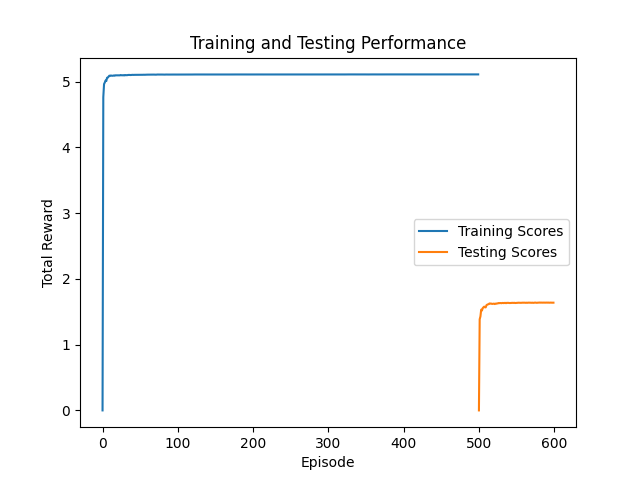 Training and Testing Performance
Total Reward
5
4
3
2
1
0
Training Scores
Testing Scores
0 100 200 300 400 500 600
Episode